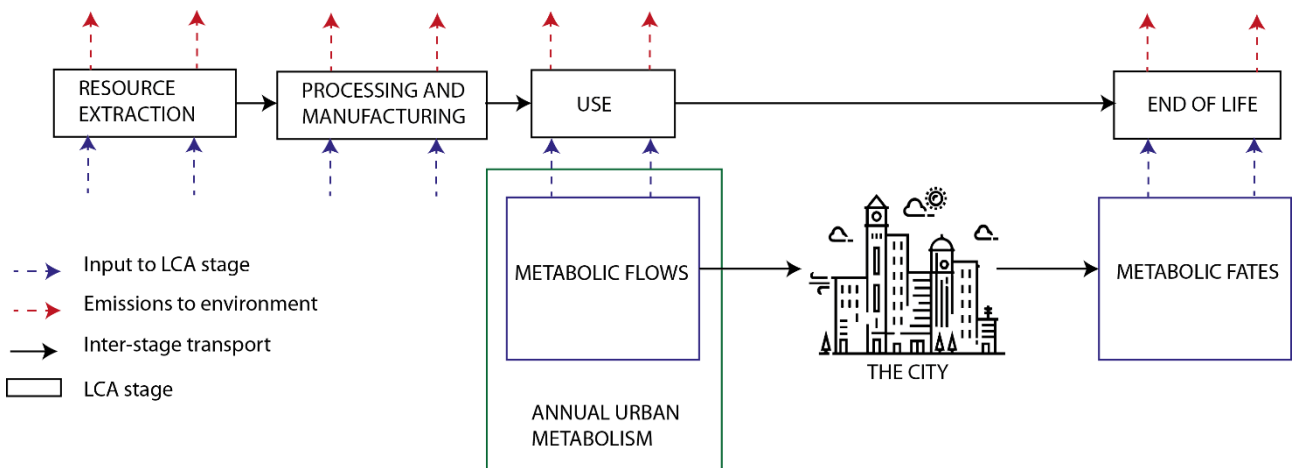 RESOURCE
EXTRACTION
PROCESSING AND
MANUFACTURING
USE
END OF LIFE
Input to LCA stage
Emissions to environment
Inter-stage transport
LCA stage
METABOLIC FLOWS
ANNUAL URBAN
METABOLISM
THE CITY
METABOLIC FATES